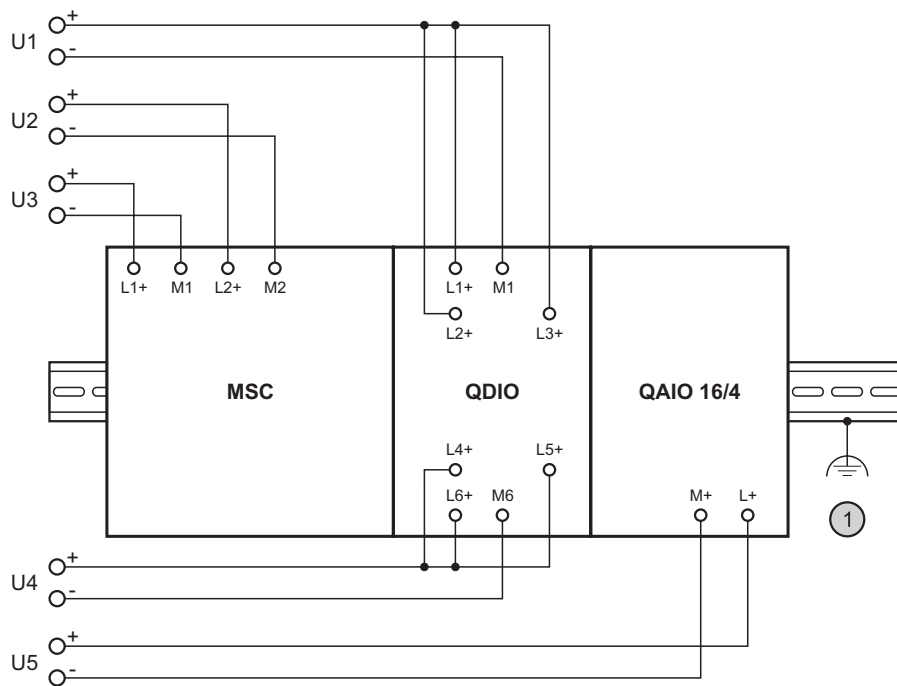 U1 + -
U2 + -
U3 + -
L1+ M1 L2+ M2 L1+ M1
L2+ L3+
MSC QDIO QAIO 16/4
L4+ L5+
L6+ M6 M+ L+
1
U4 + -
U5 + -